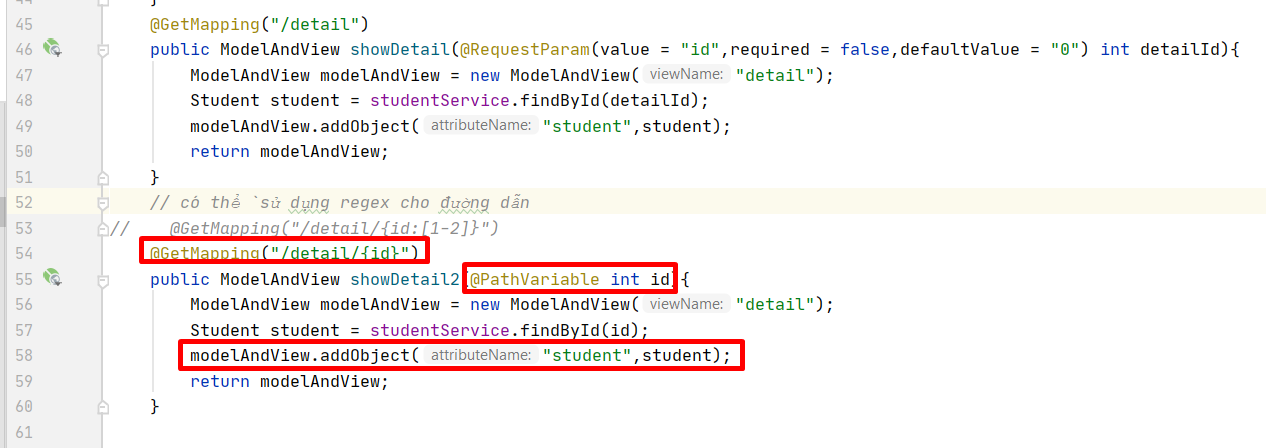 45 @GetMapping("/detail")
46 public ModelAndView showDetail(@RequestParam(value = "id",required = false,defaultValue = "0") int detailId){
47 ModelAndView modelAndView = new ModelAndView( viewName: "detail");
48 Student student = studentService.findById(detailId);
49 modelAndView.addObject( attributeName: "student",student);
50 return modelAndView;
51 }
52 // có thể `sử dụng regex cho đường dẫn
53 // @GetMapping("/detail/{id:[1-2]}")
54 @GetMapping("/detail/{id}")
55 public ModelAndView showDetail2(@PathVariable int id){
56 ModelAndView modelAndView = new ModelAndView( viewName: "detail");
57 Student student = studentService.findById(id);
58 modelAndView.addObject( attributeName: "student",student);
59 return modelAndView;
60 }
61